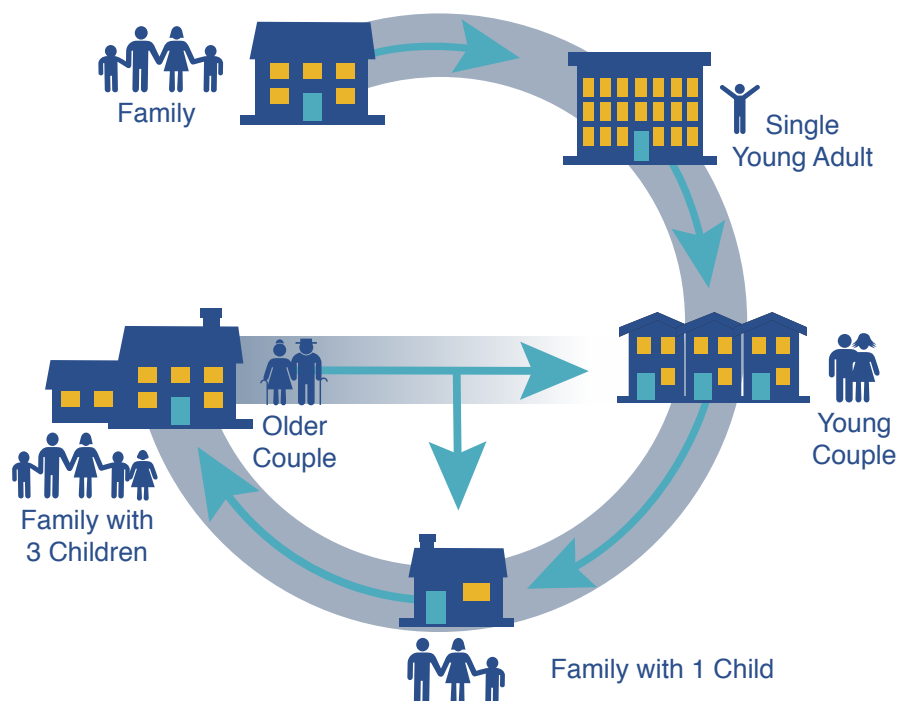 Family
Single
Young Adult
Young
Couple
Older
Couple
Family with
3 Children
Family with 1 Child